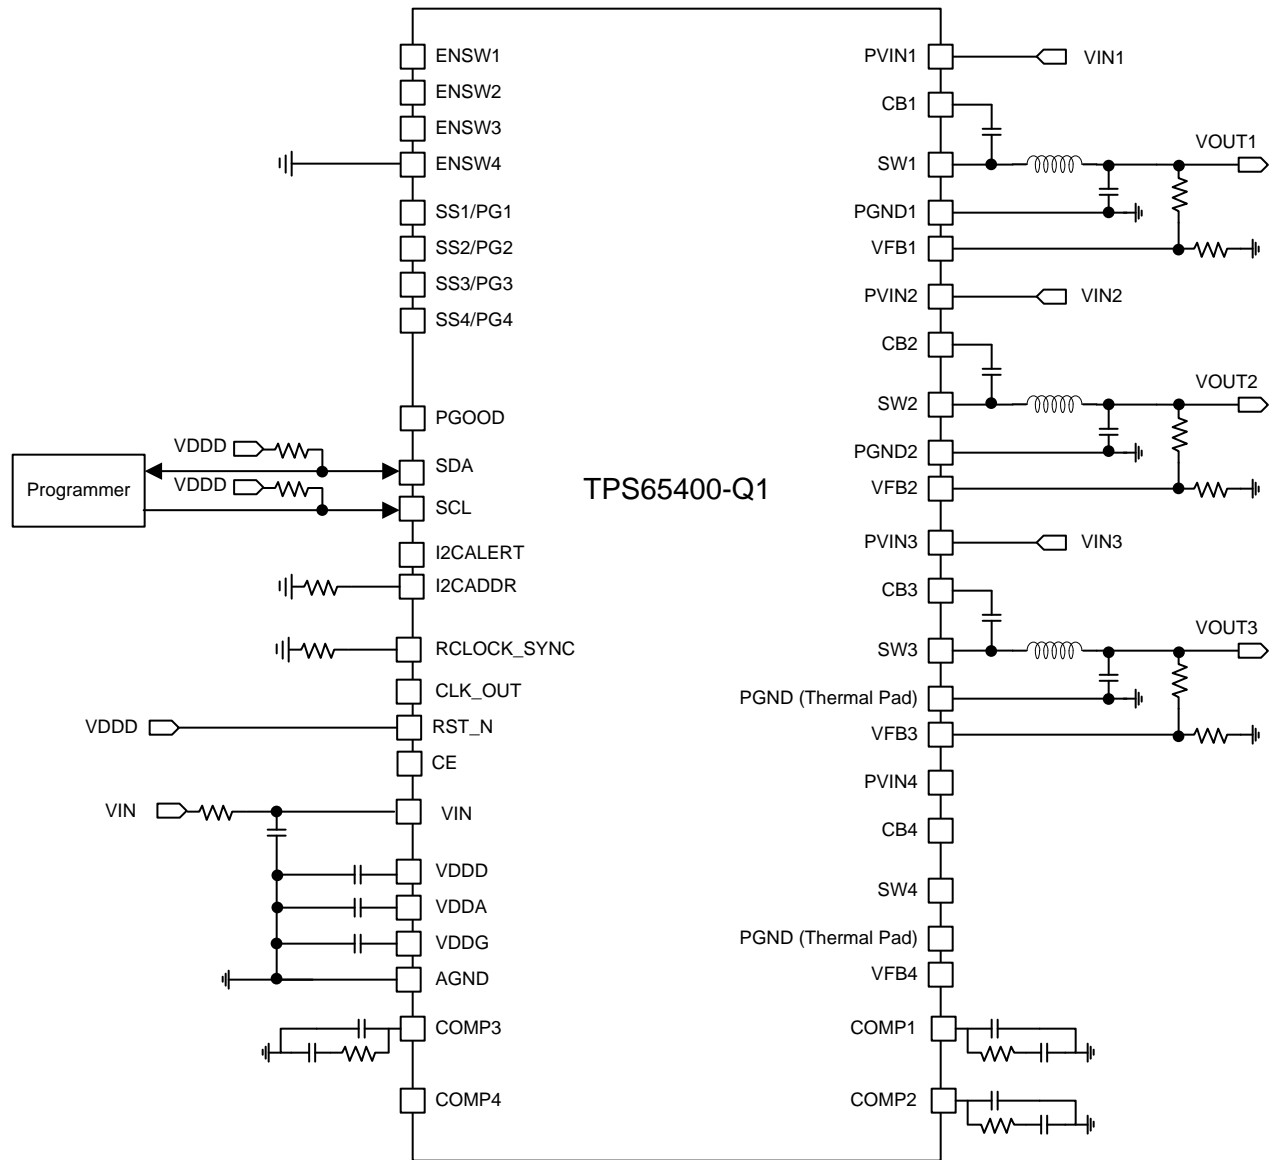 ENSW1
ENSW2
ENSW3
ENSW4
SS1/PG1
SS2/PG2
SS3/PG3
SS4/PG4
PGOOD
VDDD
SDA
Programmer
VDDD
SCL
I2CALERT
I2CADDR
RCLOCK_SYNC
CLK_OUT
VDDD
RST_N
CE
VIN
VIN
VDDD
VDDA
VDDG
AGND
COMP3
COMP4
TPS65400-Q1
PVIN1
VIN1
CB1
VOUT1
SW1
PGND1
VFB1
PVIN2
VIN2
CB2
VOUT2
SW2
PGND2
VFB2
PVIN3
VIN3
CB3
VOUT3
SW3
PGND (Thermal Pad)
VFB3
PVIN4
CB4
SW4
PGND (Thermal Pad)
VFB4
COMP1
COMP2